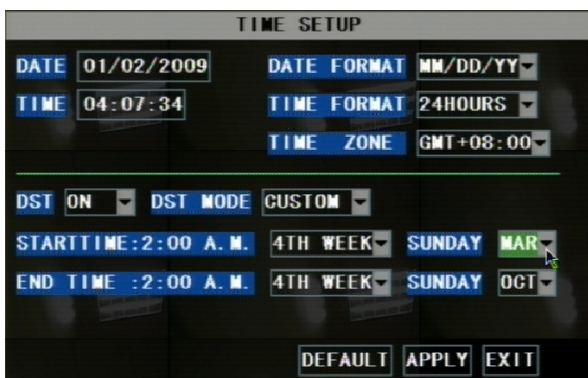 TIME SETUP
DATE 01/02/2009 DATE FORMAT MM/DD/YY
TIME 04:07:34 TIME FORMAT 24HOURS
TIME ZONE GMT+08:00
DST ON DST MODE CUSTOM
STARTTIME:2:00 A.M. 4TH WEEK SUNDAY MAR
END TIME :2:00 A.M. 4TH WEEK SUNDAY OCT
DEFAULT APPLY EXIT